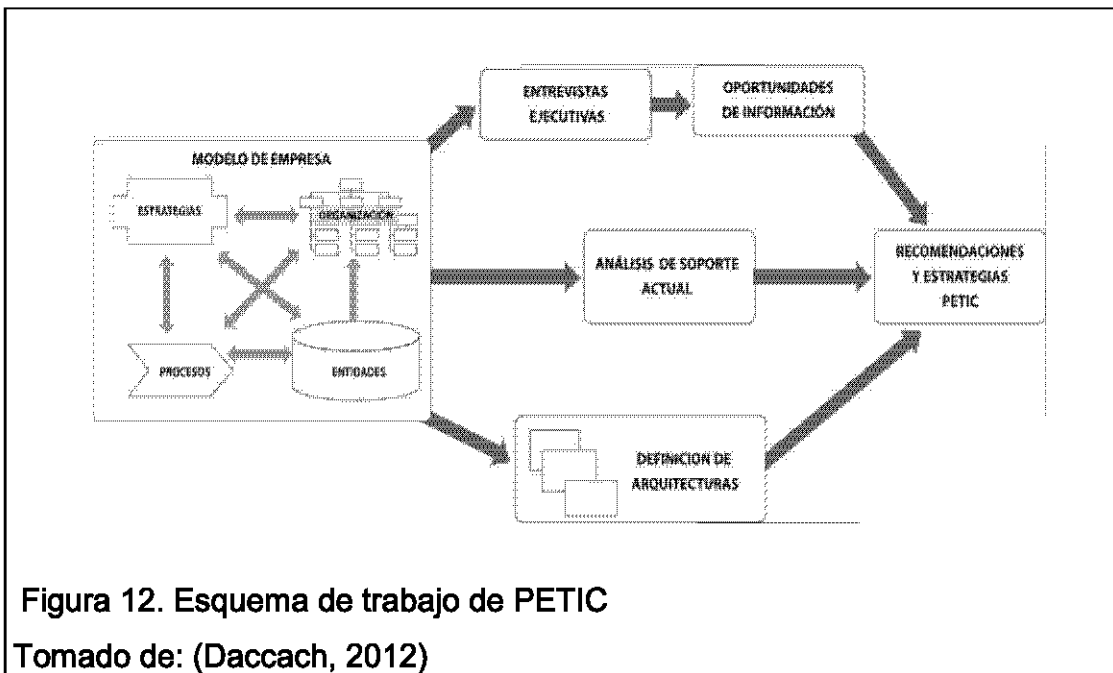 ENTREVISTAS
EJECUTIVAS
OPORTUNIDADES
DE INFORMACIÓN
MODELO DE EMPRESA
ESTRATEGIAS
ORGANIZACIÓN
PROCESOS
ENTIDADES
ANÁLISIS DE SOPORTE
ACTUAL
RECOMENDACIONES
Y ESTRATEGIAS
PETIC
DEFINICION DE
ARQUITECTURAS
Figura 12. Esquema de trabajo de PETIC
Tomado de: (Daccach, 2012)